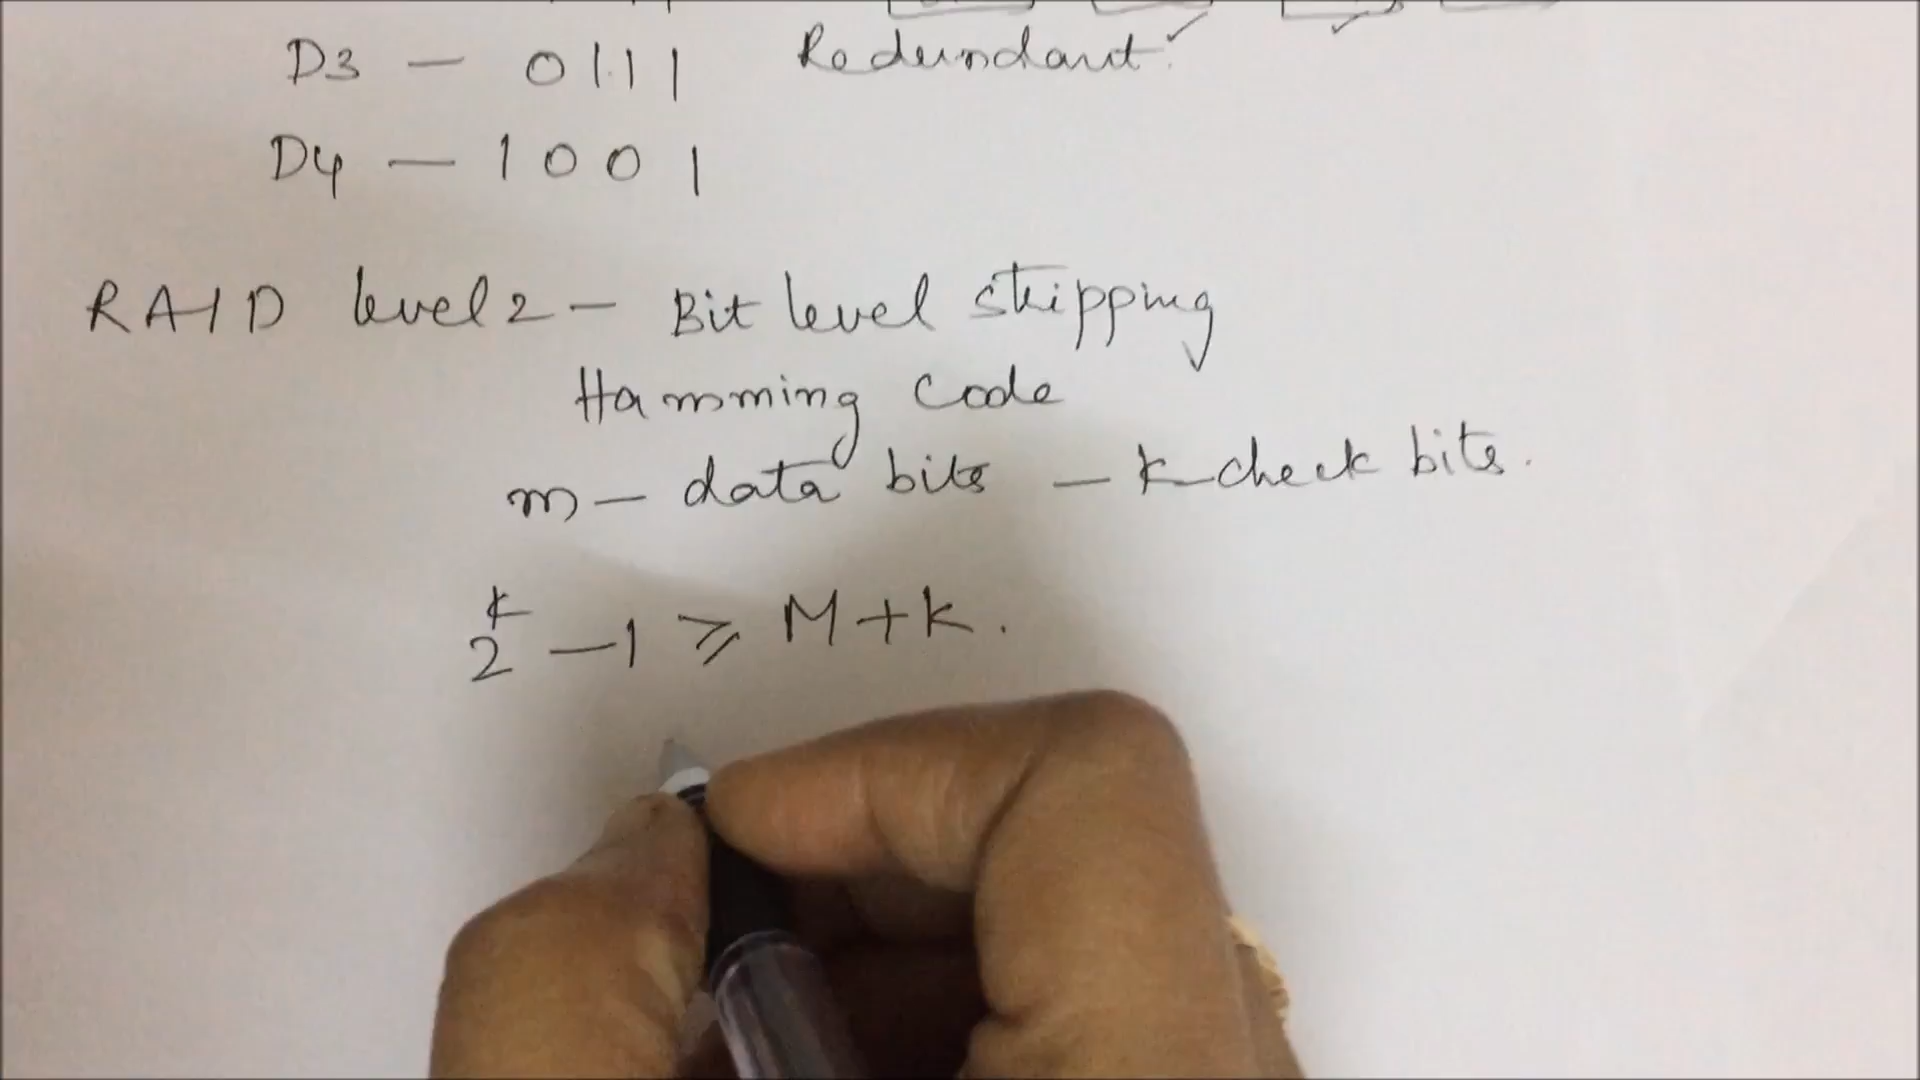 D3 - 0111 Redundant.
D4 - 1001
RAID level 2 - Bit level stripping
Hamming Code
m - data bits - k check bits.
2^k - 1 ≥ M + k.